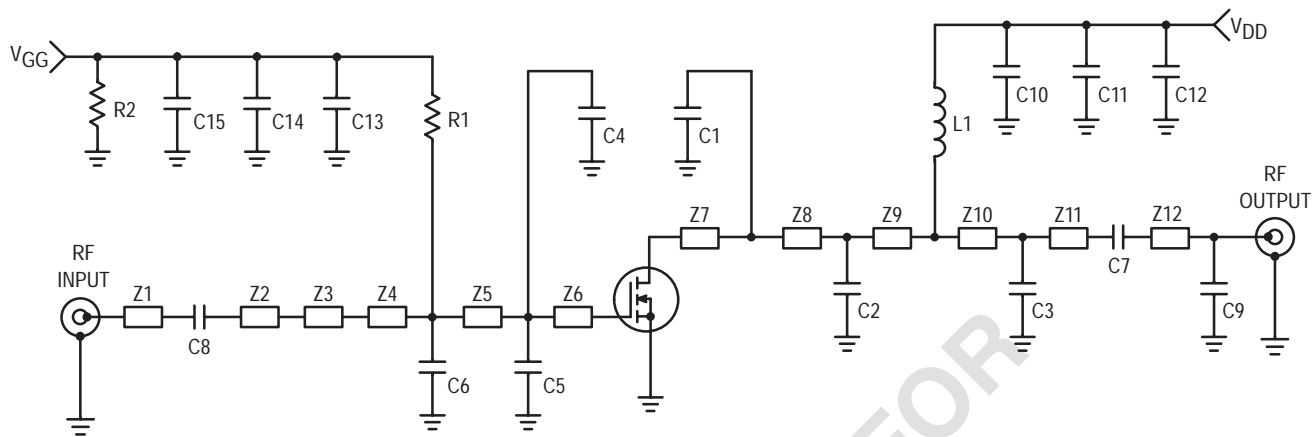 VGG
VDD
R2
C15
C14
C13
R1
C4
C1
L1
C10
C11
C12
RF
INPUT
RF
OUTPUT
Z1
C8
Z2
Z3
Z4
Z5
Z6
Z7
Z8
Z9
Z10
Z11
C7
Z12
C6
C5
C2
C3
C9
FOR